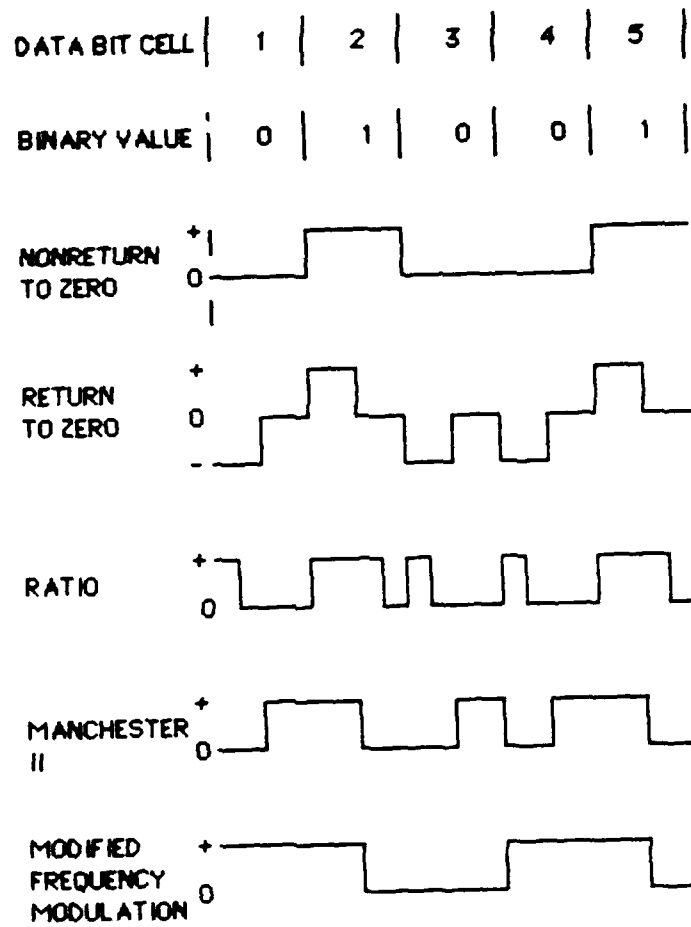 DATA BIT CELL | 1 | 2 | 3 | 4 | 5 |
BINARY VALUE | 0 | 1 | 0 | 0 | 1 |
NONRETURN
TO ZERO
+
0
RETURN
TO ZERO
+
0
-
RATIO
+
0
MANCHESTER
II
+
0
MODIFIED
FREQUENCY
MODULATION
+
0